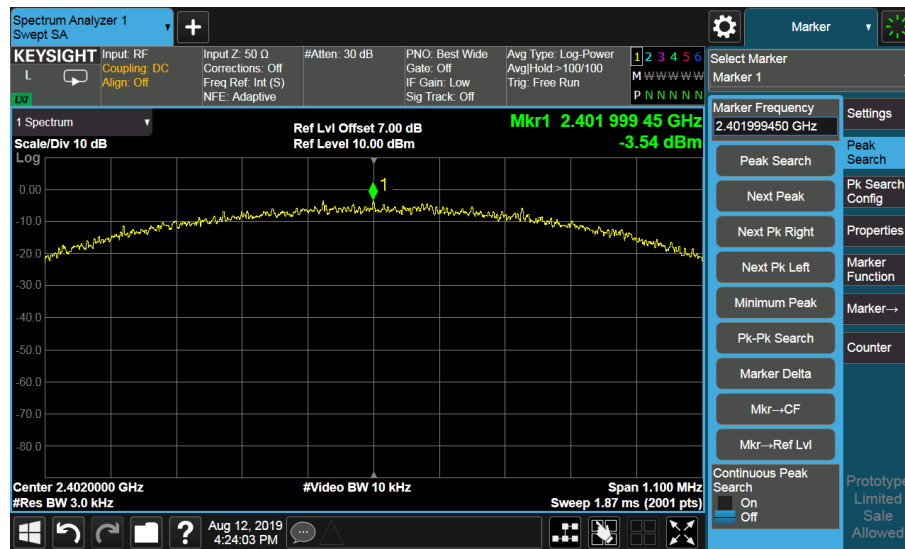 Spectrum Analyzer 1
Swept SA
Marker
KEYSIGHT
L
LXI
Input: RF
Coupling: DC
Align: Off
Input Z: 50 Ω
Corrections: Off
Freq Ref: Int (S)
NFE: Adaptive
#Atten: 30 dB
PNO: Best Wide
Gate: Off
IF Gain: Low
Sig Track: Off
Avg Type: Log-Power
Avg|Hold:>100/100
Trig: Free Run
1 2 3 4 5 6
M W W W W W
P N N N N N
Select Marker
Marker 1
1 Spectrum
Scale/Div 10 dB
Log
Ref Lvl Offset 7.00 dB
Ref Level 10.00 dBm
Mkr1 2.401 999 45 GHz
-3.54 dBm
1
0.00
-10.0
-20.0
-30.0
-40.0
-50.0
-60.0
-70.0
-80.0
Center 2.4020000 GHz
#Res BW 3.0 kHz
#Video BW 10 kHz
Span 1.100 MHz
Sweep 1.87 ms (2001 pts)
Marker Frequency
2.401999450 GHz
Peak Search
Next Peak
Next Pk Right
Next Pk Left
Minimum Peak
Pk-Pk Search
Marker Delta
Mkr→CF
Mkr→Ref Lvl
Continuous Peak
Search
On
Off
Settings
Peak
Search
Pk Search
Config
Properties
Marker
Function
Marker→
Counter
Prototype
Limited
Sale
Allowed
?
Aug 12, 2019
4:24:03 PM